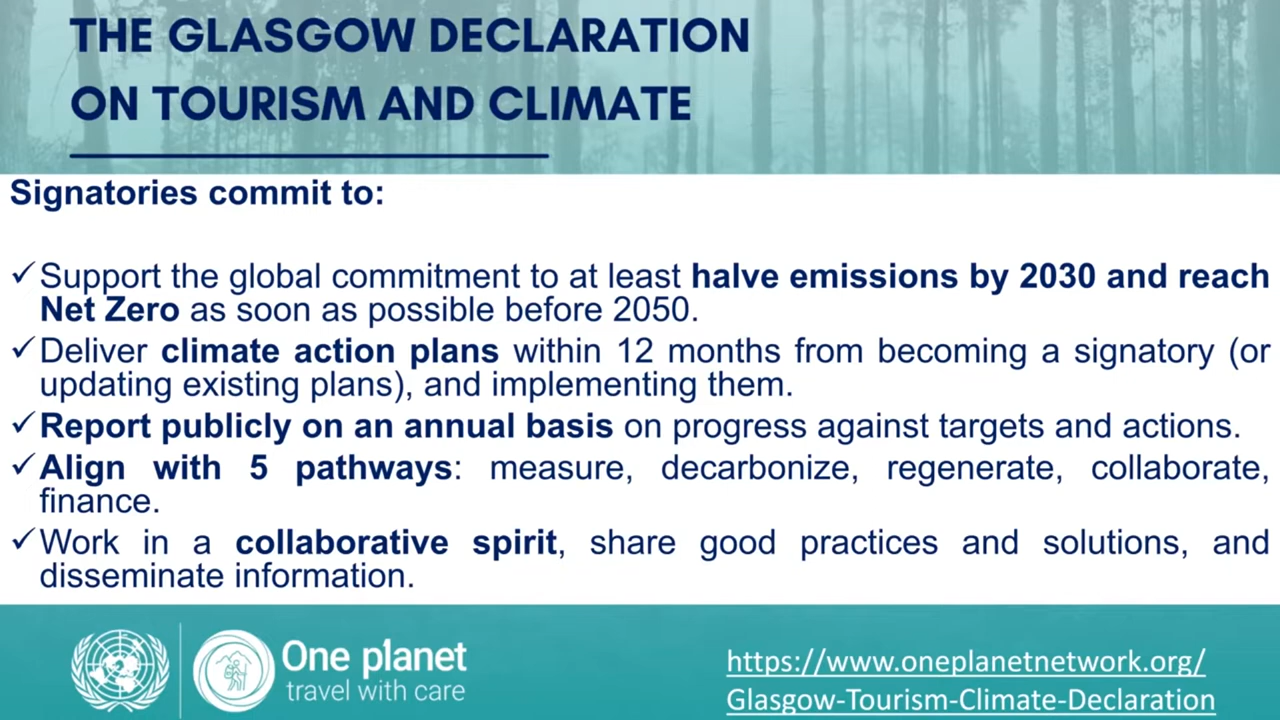 THE GLASGOW DECLARATION
ON TOURISM AND CLIMATE
Signatories commit to:
✓Support the global commitment to at least halve emissions by 2030 and reach
Net Zero as soon as possible before 2050.
✓Deliver climate action plans within 12 months from becoming a signatory (or
updating existing plans), and implementing them.
✓Report publicly on an annual basis on progress against targets and actions.
✓Align with 5 pathways: measure, decarbonize, regenerate, collaborate,
finance.
✓Work in a collaborative spirit, share good practices and solutions, and
disseminate information.
One planet
travel with care
https://www.oneplanetnetwork.org/
Glasgow-Tourism-Climate-Declaration